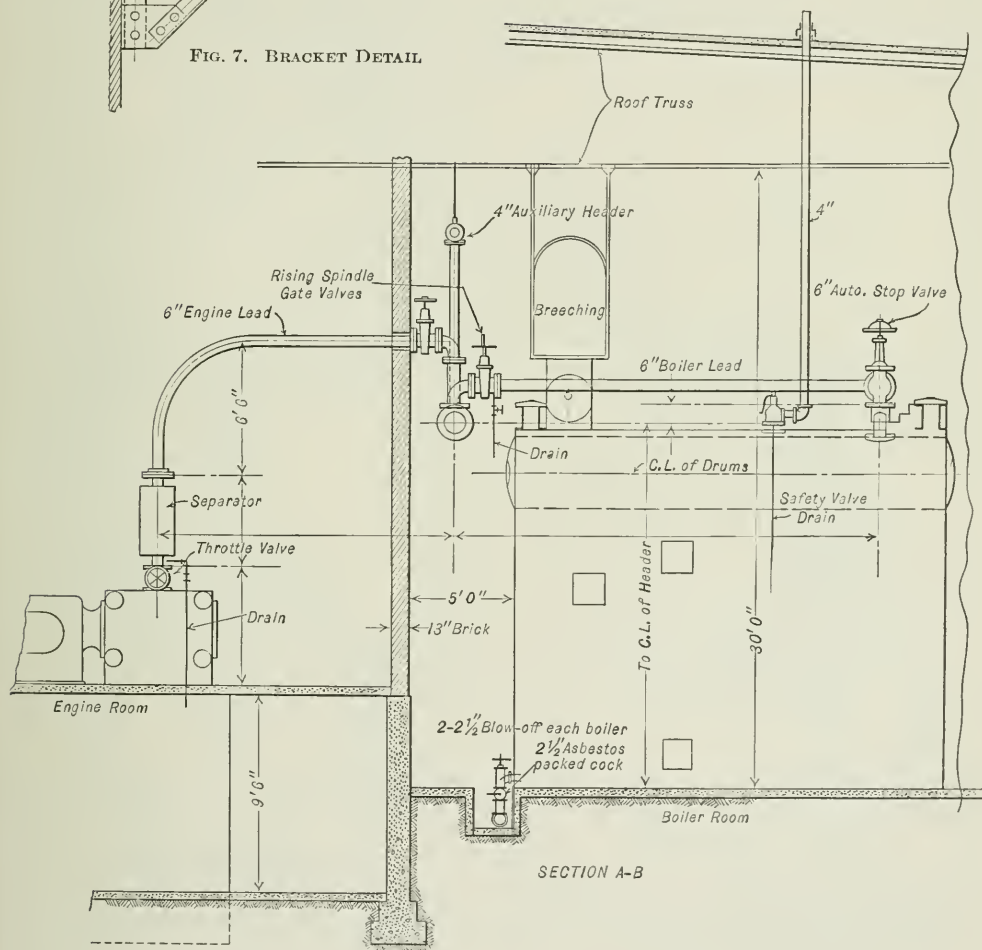 FIG. 7. BRACKET DETAIL
Roof Truss
4" Auxiliary Header
4"
Rising Spindle
Gate Valves
6" Auto. Stop Valve
6" Engine Lead
Breeching
6" Boiler Lead
6'0"
Drain
C.L. of Drums
Separator
Safety Valve
Drain
Throttle Valve
5'0"
To C.L. of Header
30'0"
Drain
13" Brick
Engine Room
2-2½" Blow-off each boiler
2½" Asbestos
packed cock
9'0"
Boiler Room
SECTION A-B